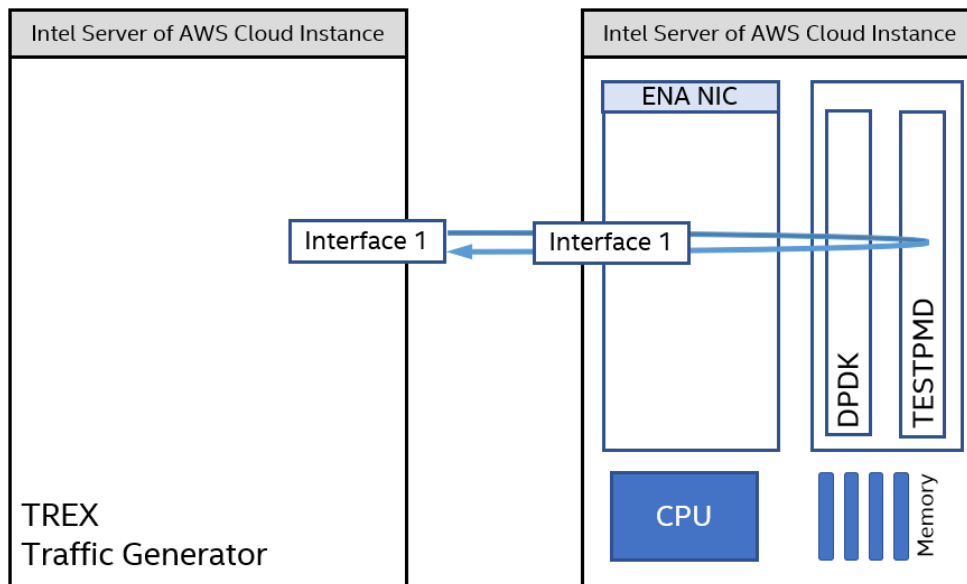 Intel Server of AWS Cloud Instance
Interface 1
TREX
Traffic Generator
Intel Server of AWS Cloud Instance
ENA NIC
Interface 1
DPDK
TESTPMD
CPU
Memory